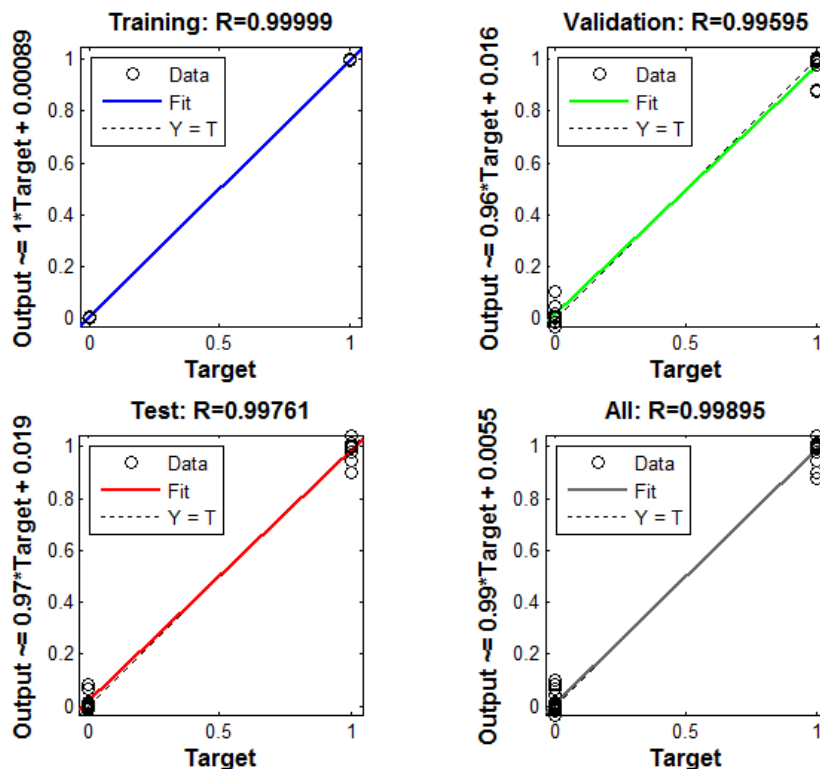 Training: R=0.99999
Output ~= 1*Target + 0.00089
1
0.8
0.6
0.4
0.2
0
Data
Fit
Y = T
0
0.5
1
Target
Validation: R=0.99595
Output ~= 0.96*Target + 0.016
1
0.8
0.6
0.4
0.2
0
Data
Fit
Y = T
0
0.5
1
Target
Test: R=0.99761
Output ~= 0.97*Target + 0.019
1
0.8
0.6
0.4
0.2
0
Data
Fit
Y = T
0
0.5
1
Target
All: R=0.99895
Output ~= 0.99*Target + 0.0055
1
0.8
0.6
0.4
0.2
0
Data
Fit
Y = T
0
0.5
1
Target